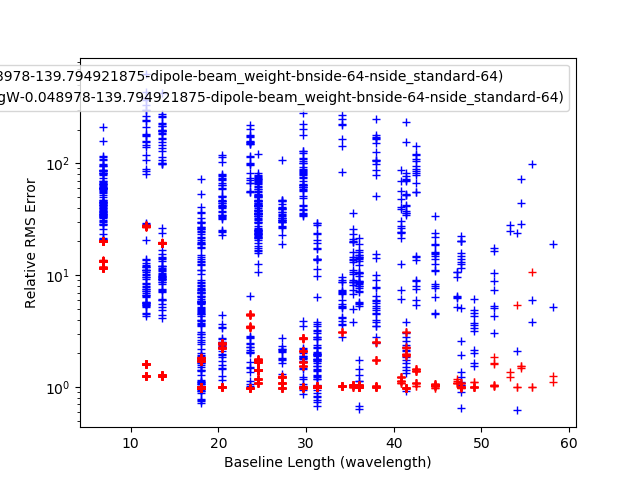 8978-139.794921875-dipole-beam_weight-bnside-64-nside_standard-64)
gW-0.048978-139.794921875-dipole-beam_weight-bnside-64-nside_standard-64)
10²
10¹
10⁰
Relative RMS Error
10 20 30 40 50 60
Baseline Length (wavelength)